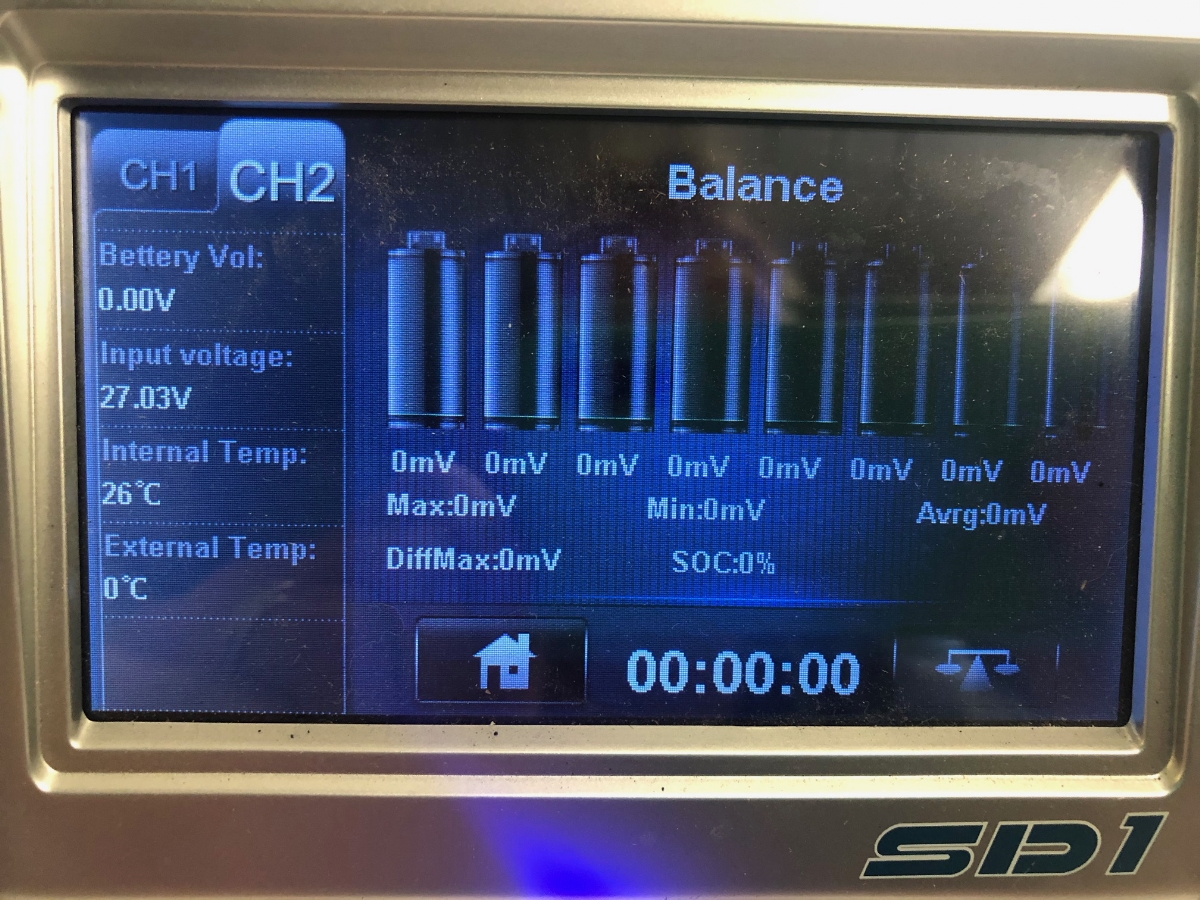 CH1 CH2
Balance
Bettery Vol:
0.00V
Input voltage:
27.03V
Internal Temp:
26℃
External Temp:
0℃
0mV 0mV 0mV 0mV 0mV 0mV 0mV 0mV
Max:0mV Min:0mV Avrg:0mV
DiffMax:0mV SOC:0%
00:00:00
SD1